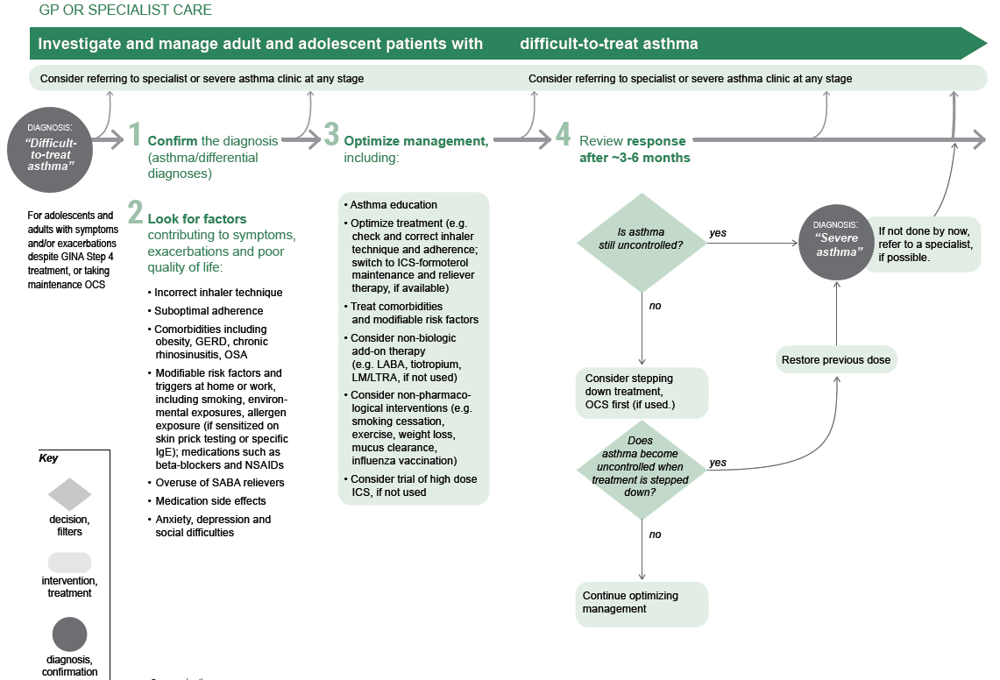 GP OR SPECIALIST CARE
Investigate and manage adult and adolescent patients with difficult-to-treat asthma
Consider referring to specialist or severe asthma clinic at any stage
Consider referring to specialist or severe asthma clinic at any stage
DIAGNOSIS:
“Difficult-
to-treat
asthma”
For adolescents and
adults with symptoms
and/or exacerbations
despite GINA Step 4
treatment, or taking
maintenance OCS
1 Confirm the diagnosis
(asthma/differential
diagnoses)
2 Look for factors
contributing to symptoms,
exacerbations and poor
quality of life:
• Incorrect inhaler technique
• Suboptimal adherence
• Comorbidities including
obesity, GERD, chronic
rhinosinusitis, OSA
• Modifiable risk factors and
triggers at home or work,
including smoking, environ-
mental exposures, allergen
exposure (if sensitized on
skin prick testing or specific
IgE); medications such as
beta-blockers and NSAIDs
• Overuse of SABA relievers
• Medication side effects
• Anxiety, depression and
social difficulties
3 Optimize management,
including:
• Asthma education
• Optimize treatment (e.g.
check and correct inhaler
technique and adherence;
switch to ICS-formoterol
maintenance and reliever
therapy, if available)
• Treat comorbidities
and modifiable risk factors
• Consider non-biologic
add-on therapy
(e.g. LABA, tiotropium,
LM/LTRA, if not used)
• Consider non-pharmaco-
logical interventions (e.g.
smoking cessation,
exercise, weight loss,
mucus clearance,
influenza vaccination)
• Consider trial of high dose
ICS, if not used
4 Review response
after ~3-6 months
Is asthma
still uncontrolled?
yes
no
DIAGNOSIS:
“Severe
asthma”
If not done by now,
refer to a specialist,
if possible.
Restore previous dose
Consider stepping
down treatment,
OCS first (if used.)
Does
asthma become
uncontrolled when
treatment is stepped
down?
yes
no
Continue optimizing
management
Key
decision,
filters
intervention,
treatment
diagnosis,
confirmation